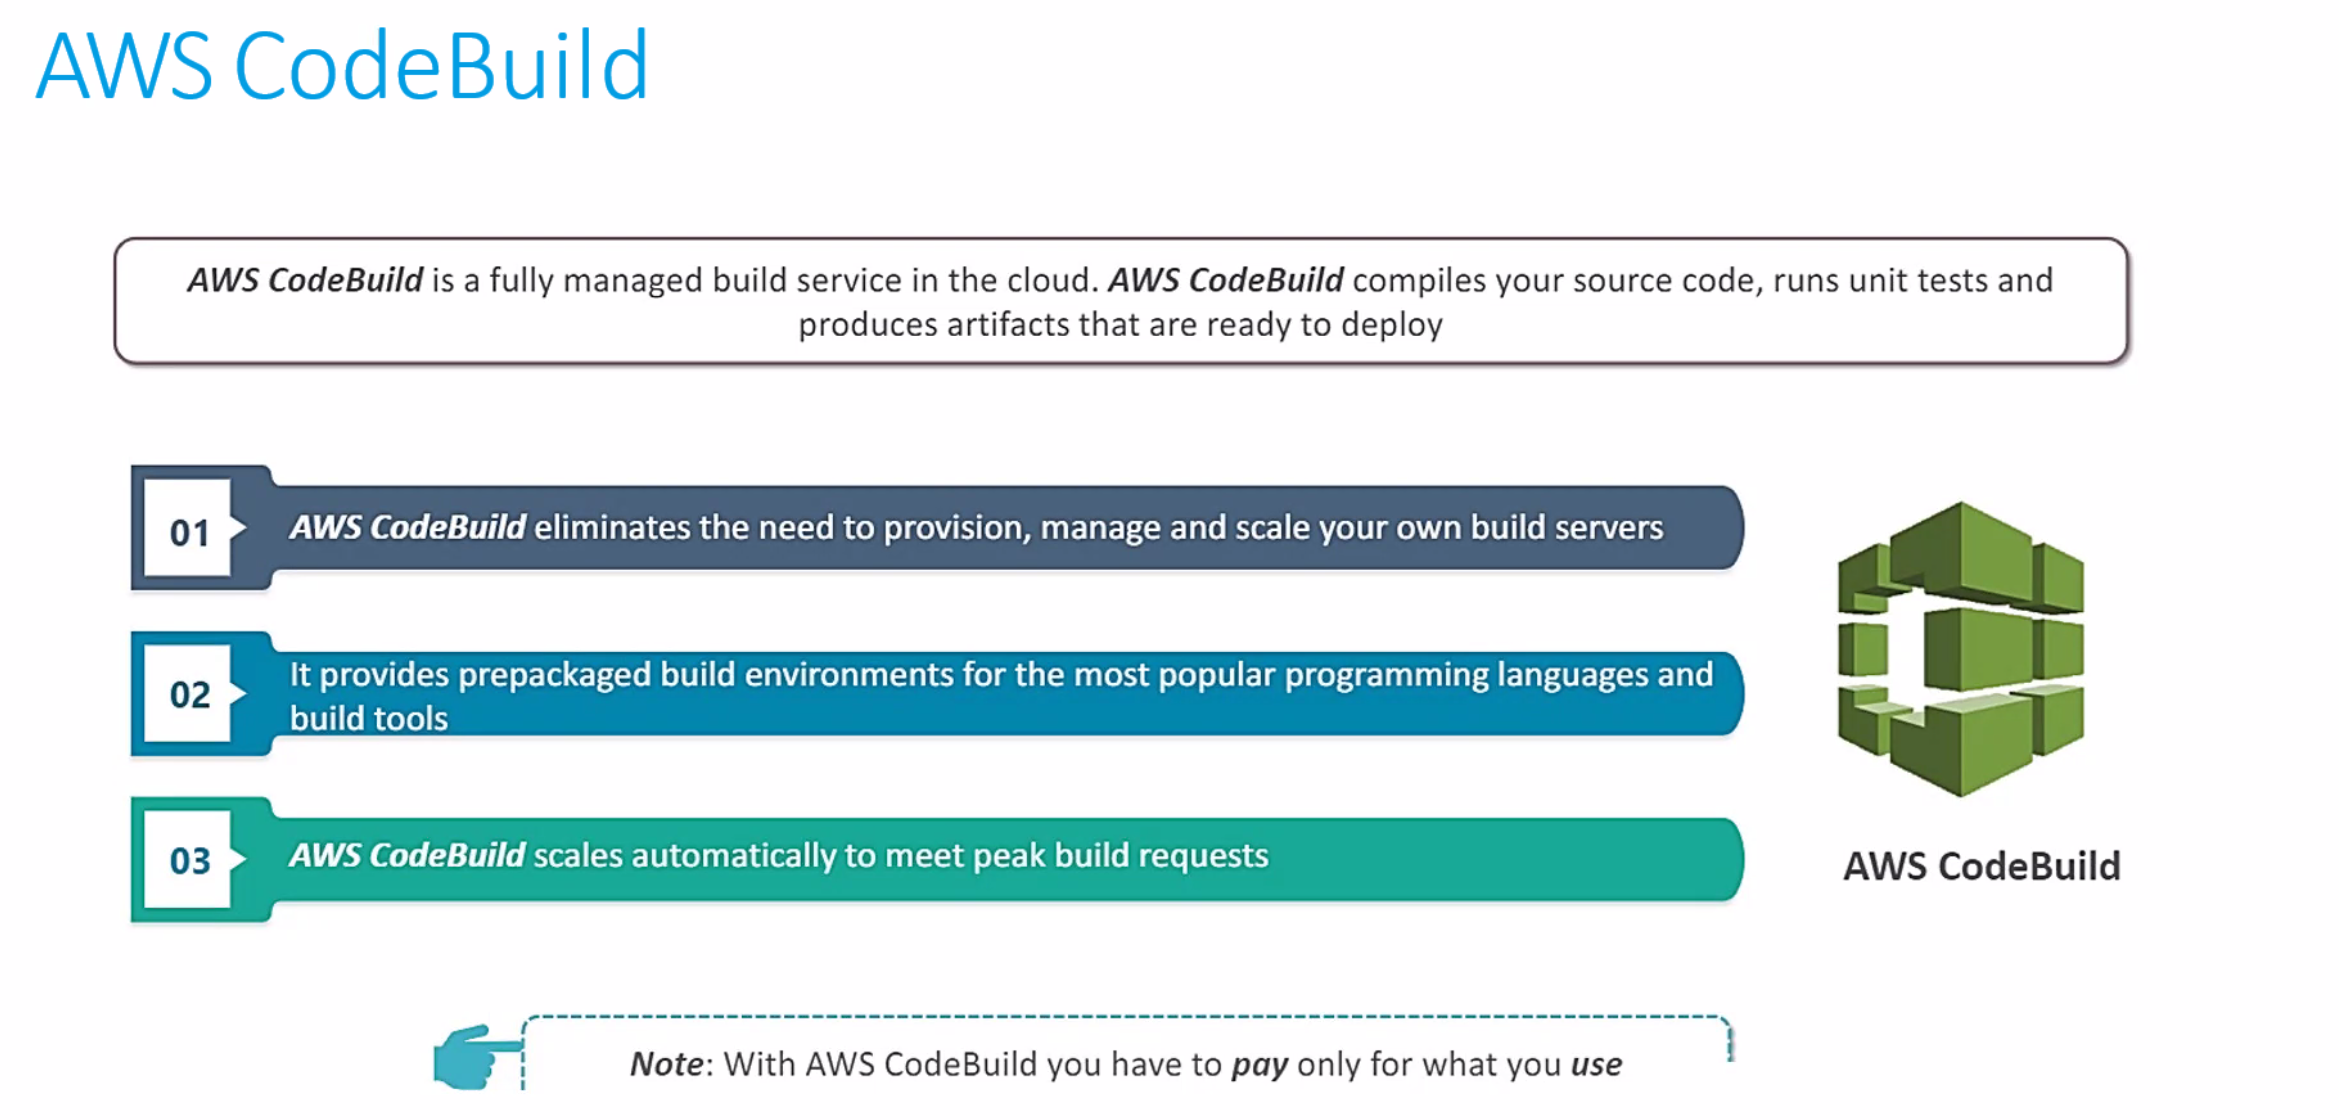 AWS CodeBuild
AWS CodeBuild is a fully managed build service in the cloud. AWS CodeBuild compiles your source code, runs unit tests and
produces artifacts that are ready to deploy
01
AWS CodeBuild eliminates the need to provision, manage and scale your own build servers
02
It provides prepackaged build environments for the most popular programming languages and
build tools
03
AWS CodeBuild scales automatically to meet peak build requests
AWS CodeBuild
Note: With AWS CodeBuild you have to pay only for what you use